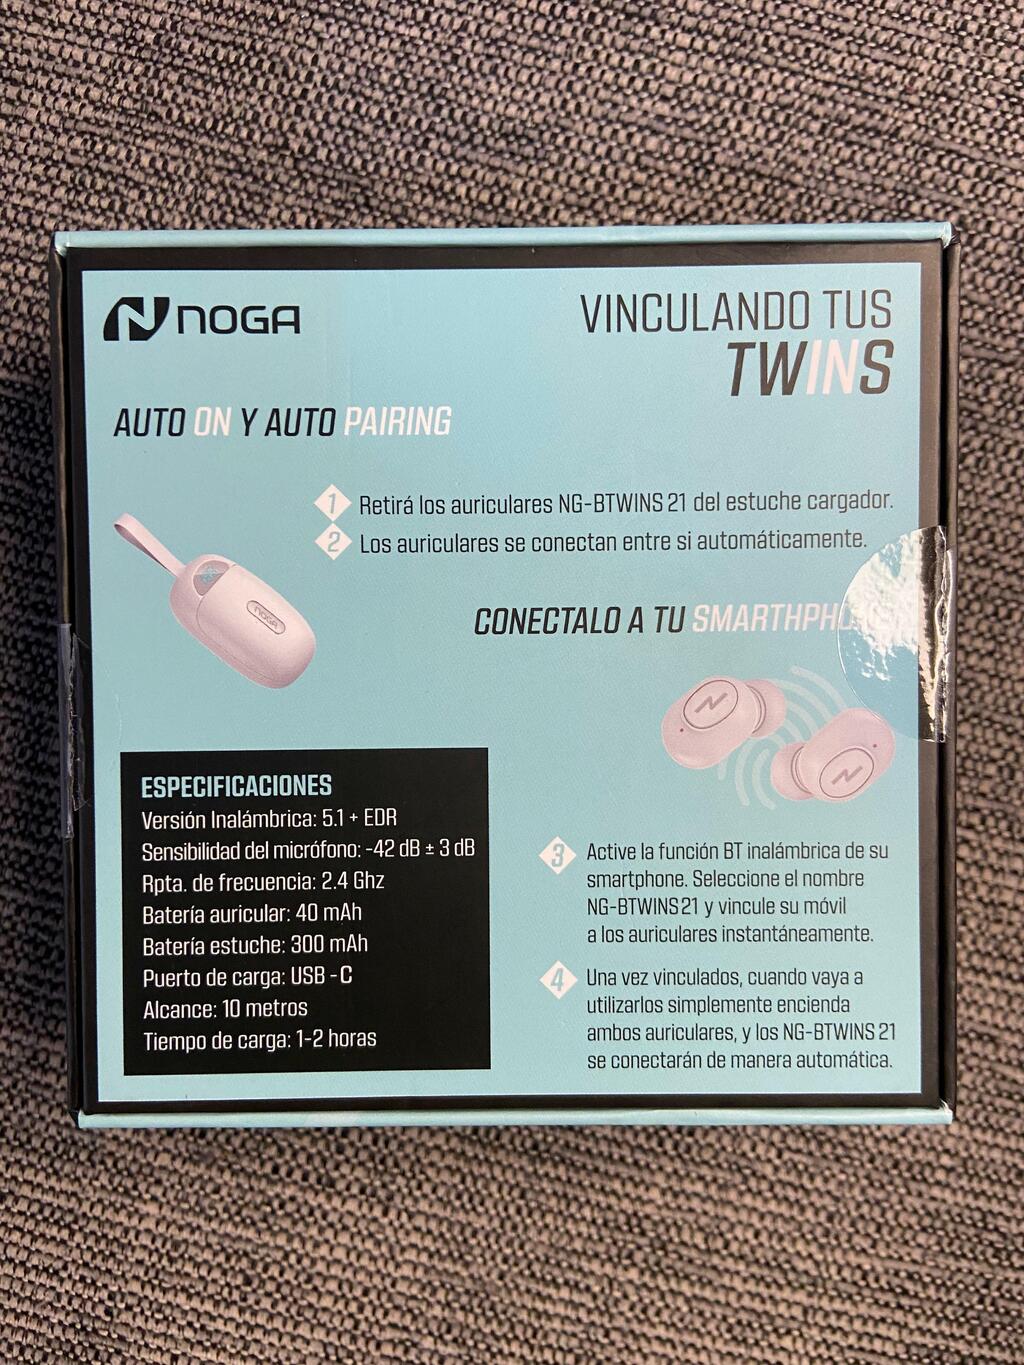 NOGA
VINCULANDO TUS
TWINS
AUTO ON Y AUTO PAIRING
1 Retirá los auriculares NG-BTWINS 21 del estuche cargador.
2 Los auriculares se conectan entre si automáticamente.
NOGA
CONECTALO A TU
ESPECIFICACIONES
Versión Inalámbrica: 5.1 + EDR
Sensibilidad del micrófono: -42 dB ± 3 dB
Rpta. de frecuencia: 2.4 Ghz
Batería auricular: 40 mAh
Batería estuche: 300 mAh
Puerto de carga: USB -C
Alcance: 10 metros
Tiempo de carga: 1-2 horas
3 Active la función BT inalámbrica de su
smartphone. Seleccione el nombre
NG-BTWINS21 y vincule su móvil
a los auriculares instantáneamente.
4 Una vez vinculados, cuando vaya a
utilizarlos simplemente encienda
ambos auriculares, y los NG-BTWINS 21
se conectarán de manera automática.